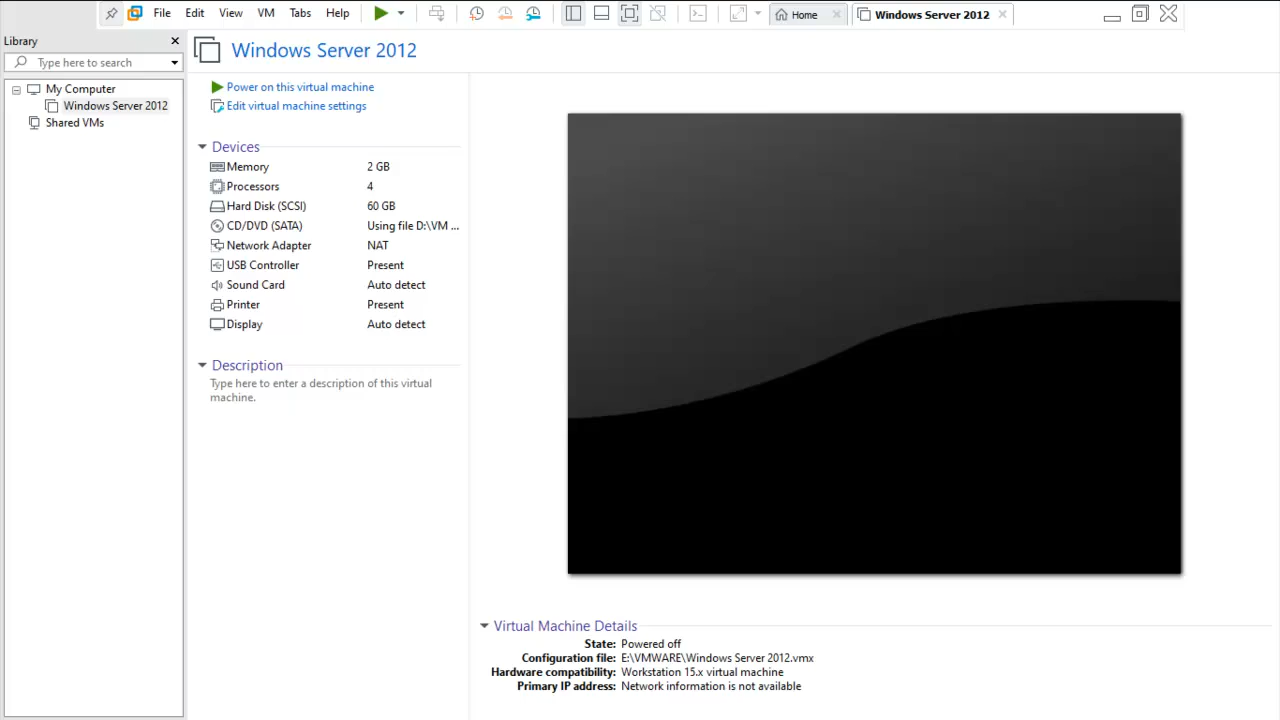 File Edit View VM Tabs Help Home Windows Server 2012
Library
Type here to search
My Computer
Windows Server 2012
Shared VMs
Windows Server 2012
Power on this virtual machine
Edit virtual machine settings
Devices
Memory 2 GB
Processors 4
Hard Disk (SCSI) 60 GB
CD/DVD (SATA) Using file D:\VM ...
Network Adapter NAT
USB Controller Present
Sound Card Auto detect
Printer Present
Display Auto detect
Description
Type here to enter a description of this virtual
machine.
Virtual Machine Details
State: Powered off
Configuration file: E:\VMWARE\Windows Server 2012.vmx
Hardware compatibility: Workstation 15.x virtual machine
Primary IP address: Network information is not available